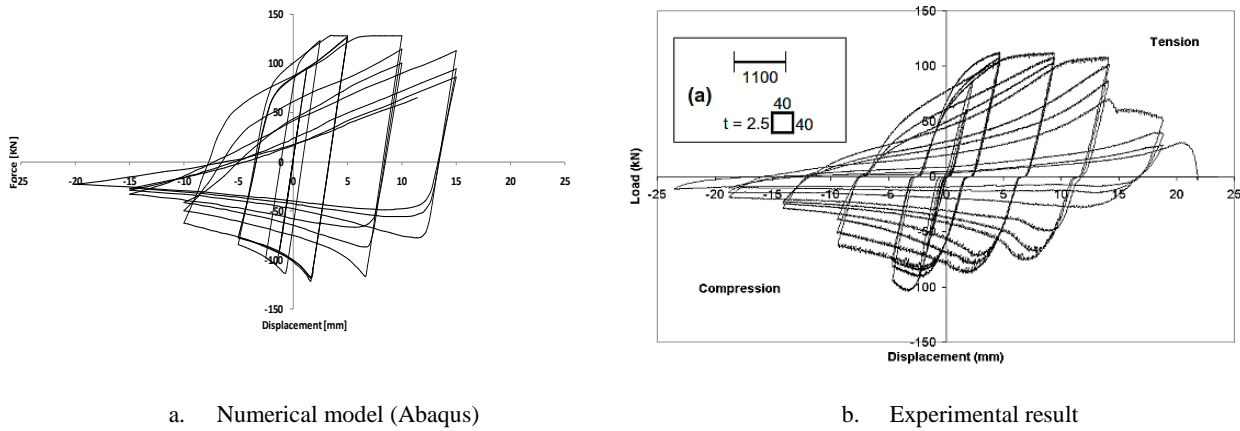 150
100
50
0
-50
-100
-150
-25 -20 -15 -10 -5 0 5 10 15 20 25
Force [KN]
Displacement [mm]
a. Numerical model (Abaqus)
150
100
50
0
-50
-100
-150
-25 -20 -15 -10 -5 0 5 10 15 20 25
Load (kN)
Displacement (mm)
Tension
Compression
(a)
1100
40
t = 2.5 40
b. Experimental result